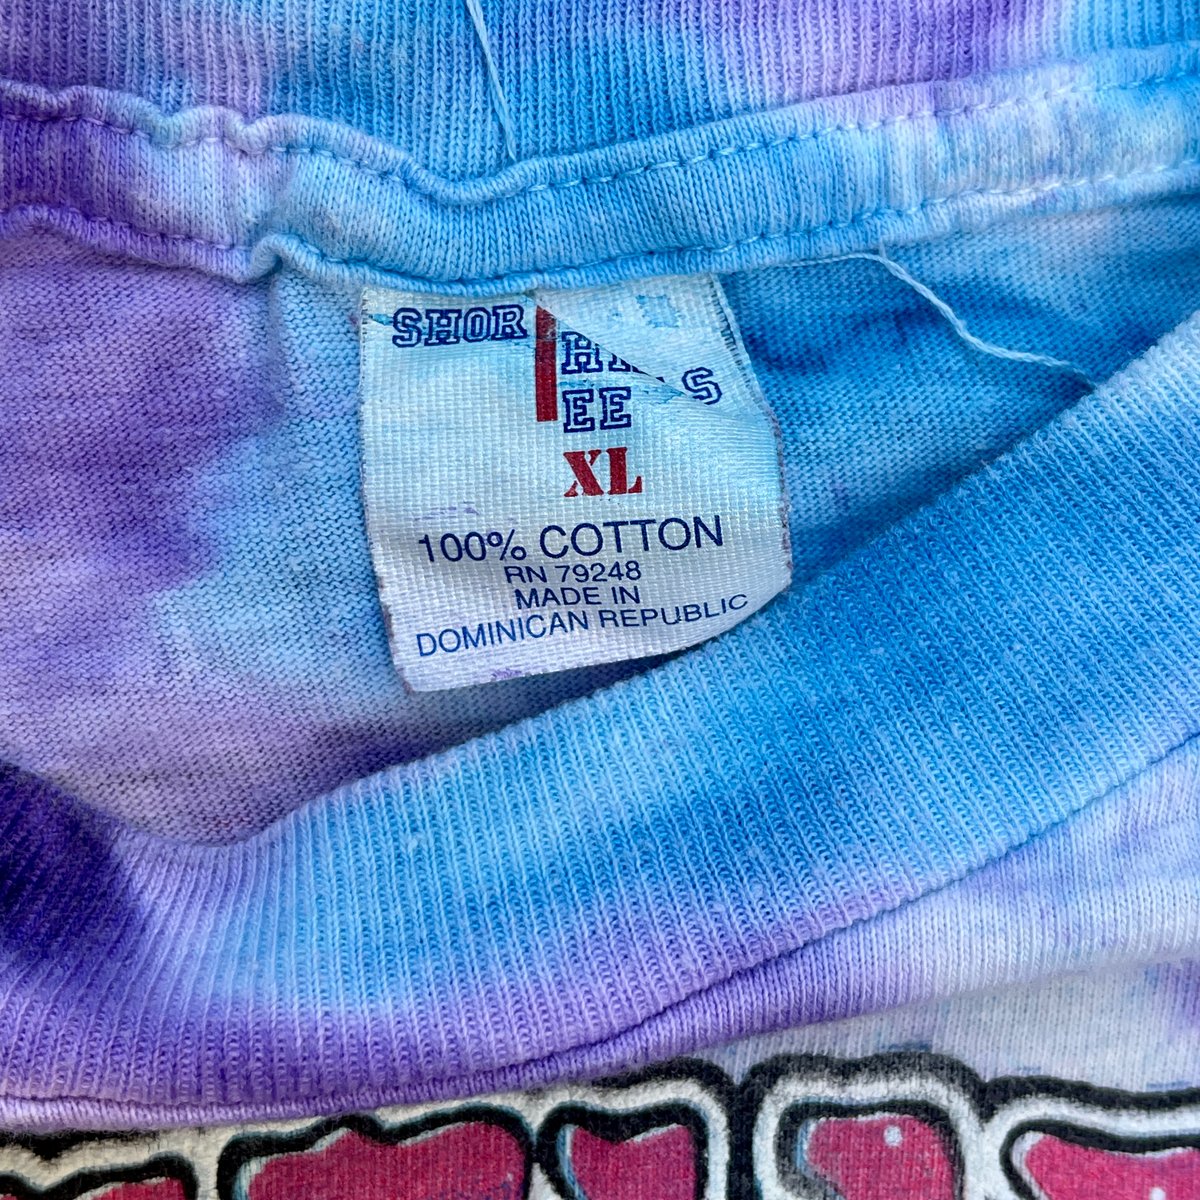 SHOR
EE
XL
100% COTTON
RN 79248
MADE IN
DOMINICAN REPUBLIC